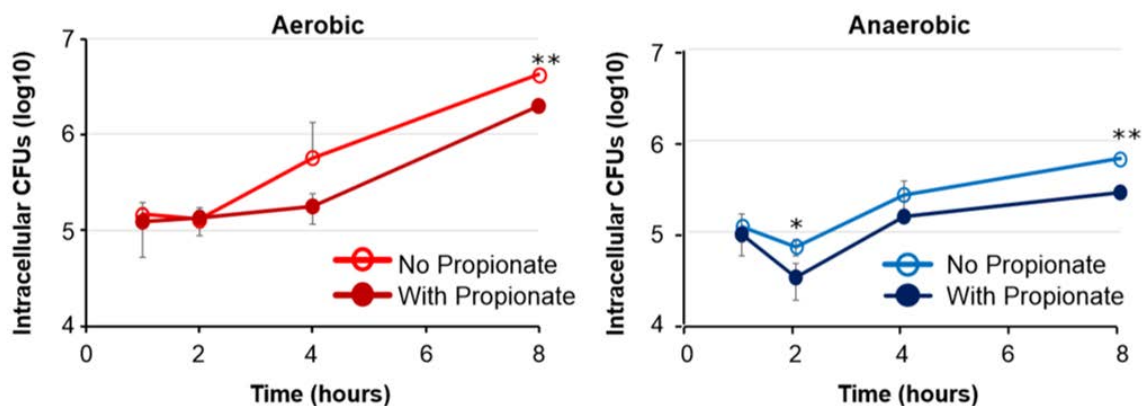 Aerobic
Intracellular CFUs (log10)
7
6
5
4
**
No Propionate
With Propionate
0 2 4 6 8
Time (hours)
Anaerobic
Intracellular CFUs (log10)
7
6
5
4
*
**
No Propionate
With Propionate
0 2 4 6 8
Time (hours)